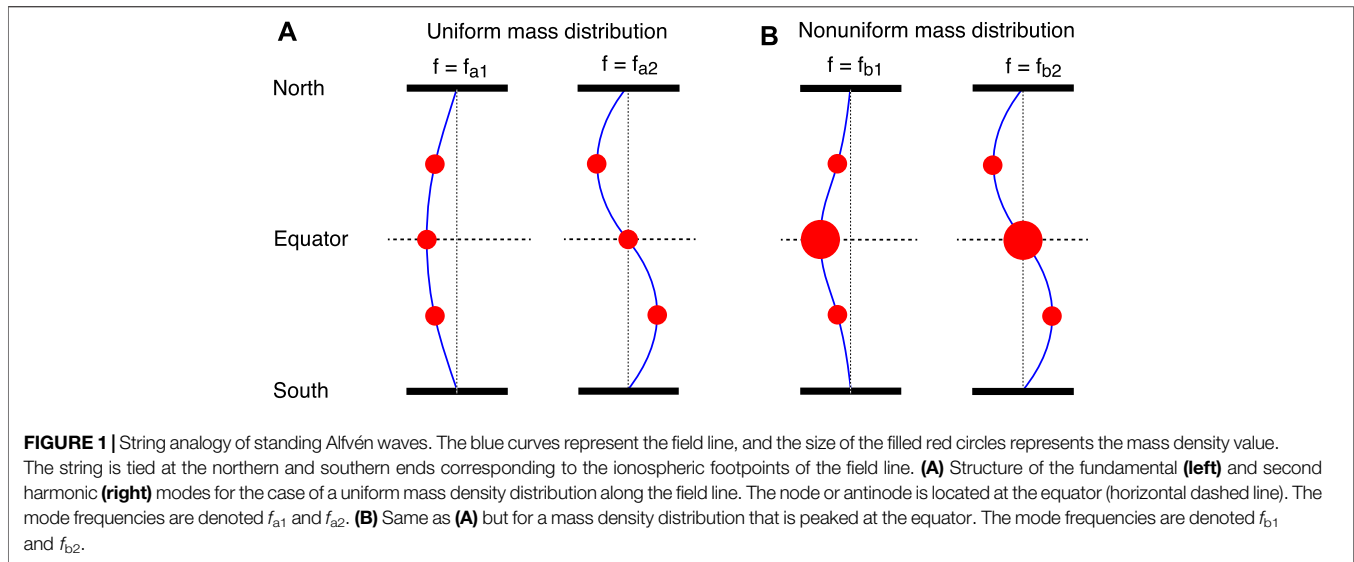 A Uniform mass distribution B Nonuniform mass distribution
f = fa1 f = fa2 f = fb1 f = fb2
North
Equator
South
FIGURE 1 | String analogy of standing Alfvén waves. The blue curves represent the field line, and the size of the filled red circles represents the mass density value.
The string is tied at the northern and southern ends corresponding to the ionospheric footpoints of the field line. (A) Structure of the fundamental (left) and second
harmonic (right) modes for the case of a uniform mass density distribution along the field line. The node or antinode is located at the equator (horizontal dashed line). The
mode frequencies are denoted fa1 and fa2. (B) Same as (A) but for a mass density distribution that is peaked at the equator. The mode frequencies are denoted fb1
and fb2.